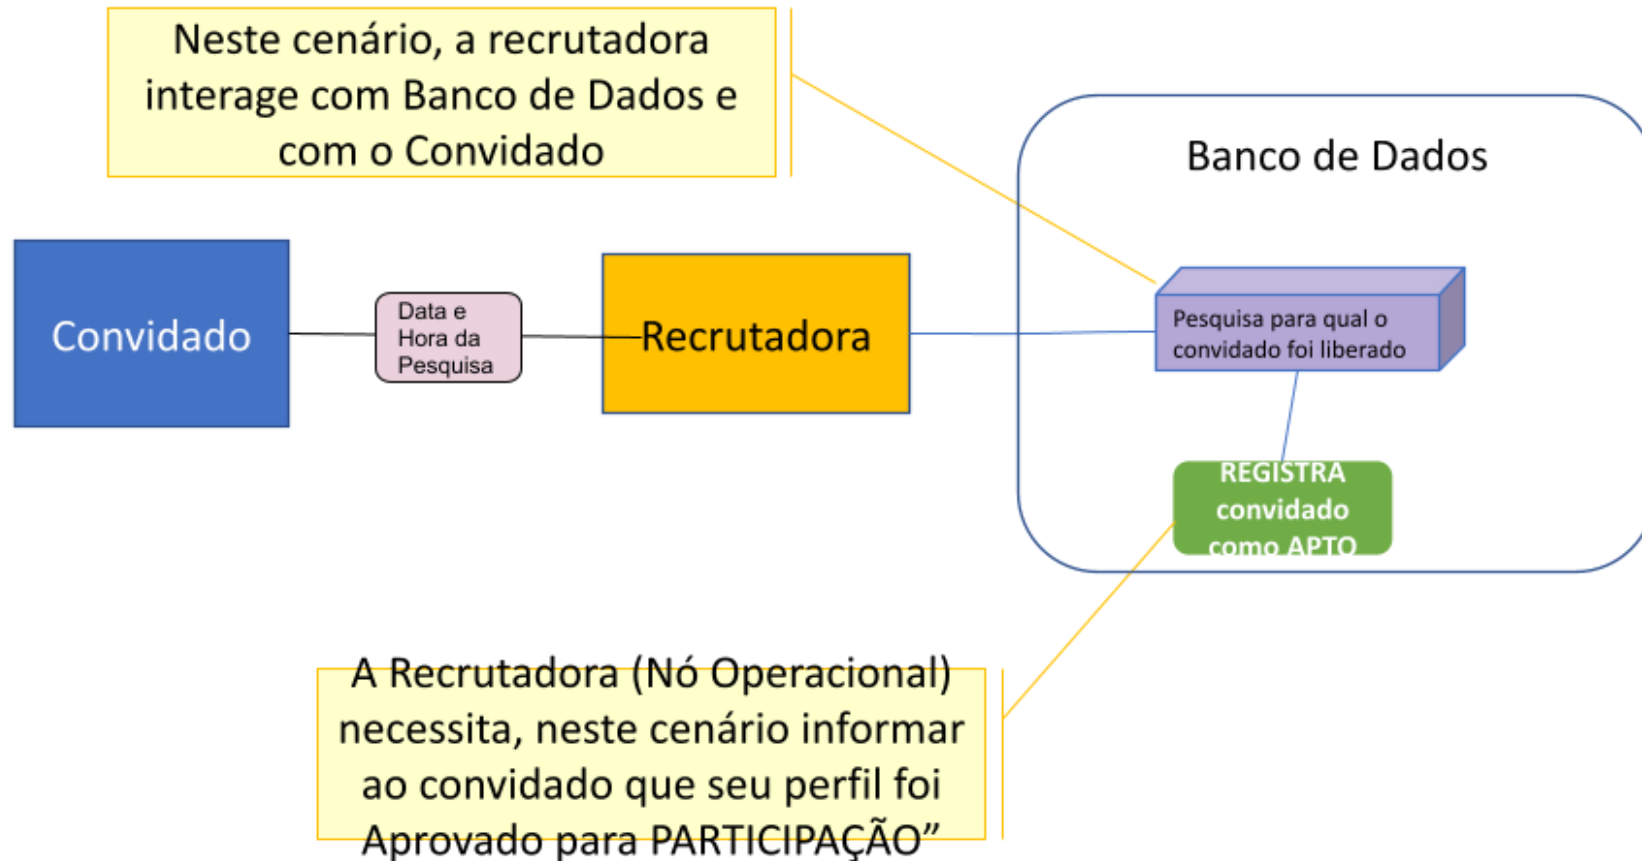 Neste cenário, a recrutadora
interage com Banco de Dados e
com o Convidado
Banco de Dados
Convidado
Data e
Hora da
Pesquisa
Recrutadora
Pesquisa para qual o
convidado foi liberado
REGISTRA
convidado
como APTO
A Recrutadora (Nó Operacional)
necessita, neste cenário informar
ao convidado que seu perfil foi
Aprovado para PARTICIPAÇÃO”